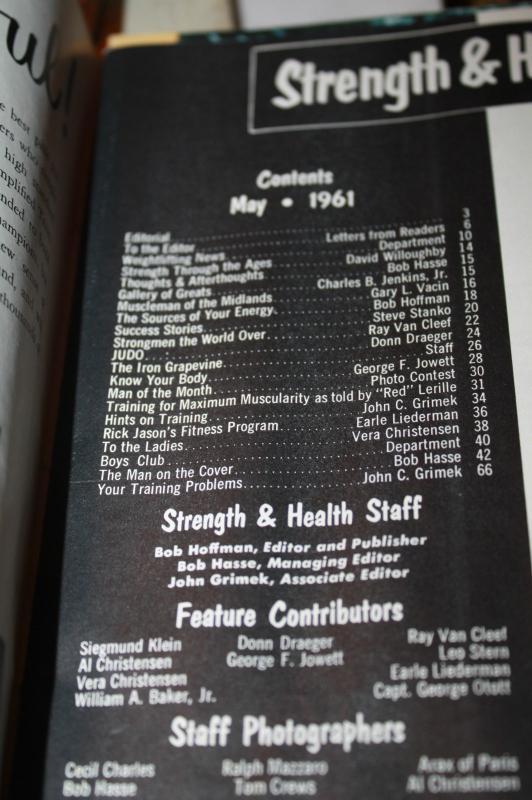 ul!
e best
ers who
high
mplified
nded to
hampion
Strength & H
Contents
May • 1961
Editorial 3
To the Editor Letters from Readers 6
Weightlifting News Department 10
Strength Through the Ages David Willoughby 14
Thoughts & Afterthoughts Bob Hasse 15
Gallery of Greats Charles B. Jenkins, Jr. 15
Muscleman of the Midlands Gary L. Vacin 16
The Sources of Your Energy Bob Hoffman 18
Success Stories Steve Stanko 20
Strongmen the World Over Ray Van Cleef 22
JUDO Donn Draeger 24
The Iron Grapevine Staff 26
Know Your Body George F. Jowett 28
Man of the Month Photo Contest 30
Training for Maximum Muscularity as told by "Red" Lerille 31
Hints on Training John C. Grimek 34
Rick Jason's Fitness Program Earle Liederman 36
To the Ladies Vera Christensen 38
Boys Club Department 40
The Man on the Cover Bob Hasse 42
Your Training Problems John C. Grimek 66
Strength & Health Staff
Bob Hoffman, Editor and Publisher
Bob Hasse, Managing Editor
John Grimek, Associate Editor
Feature Contributors
Siegmund Klein Donn Draeger Ray Van Cleef
Al Christensen George F. Jowett Leo Stern
Vera Christensen Earle Liederman
William A. Baker, Jr. Capt. George Otott
Staff Photographers
Cecil Charles Ralph Mazzaro Arax of Paris
Bob Hasse Tom Crews Al Christensen